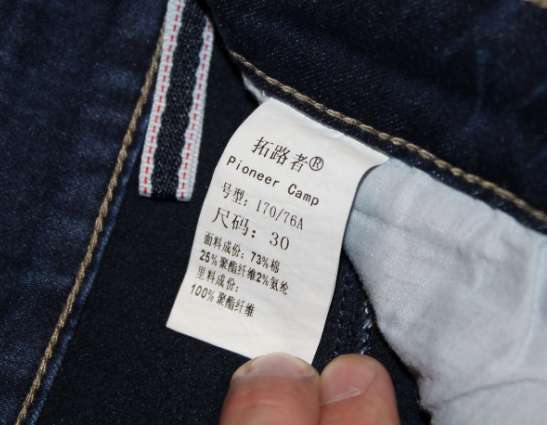 拓路者®
Pioneer Camp
号型: 170/76A
尺码: 30
面料成份: 73%棉
25%聚酯纤维2%氨纶
里料成份:
100%聚酯纤维